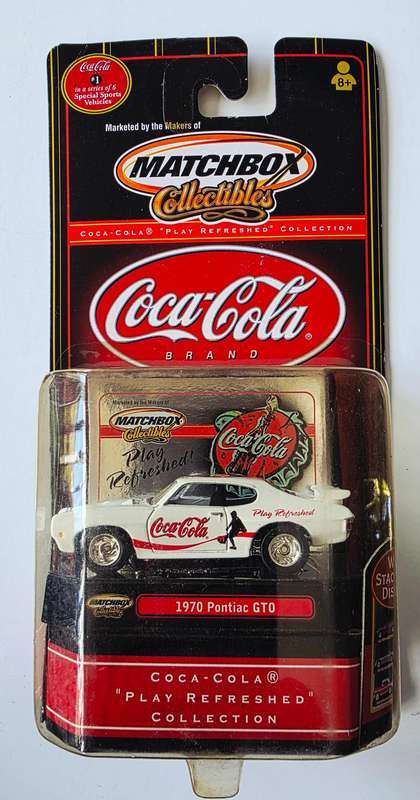 Coca-Cola
#1
in a series of 6
Special Sports
Vehicles
8+
Marketed by the Makers of
MATCHBOX
Collectibles
COCA-COLA® "PLAY REFRESHED" COLLECTION
Coca-Cola®
BRAND
Marketed by the Makers of
MATCHBOX
Collectibles
Play
Refreshed!
Coca-Cola
Coca-Cola
Play Refreshed
MATCHBOX
Collectibles
1970 Pontiac GTO
COCA-COLA®
"PLAY REFRESHED"
COLLECTION